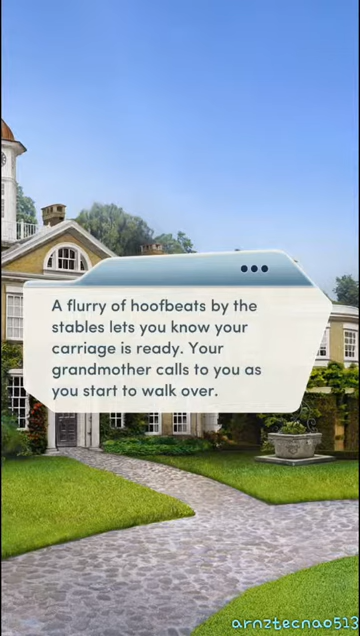 A flurry of hoofbeats by the
stables lets you know your
carriage is ready. Your
grandmother calls to you as
you start to walk over.
arnztecna0513